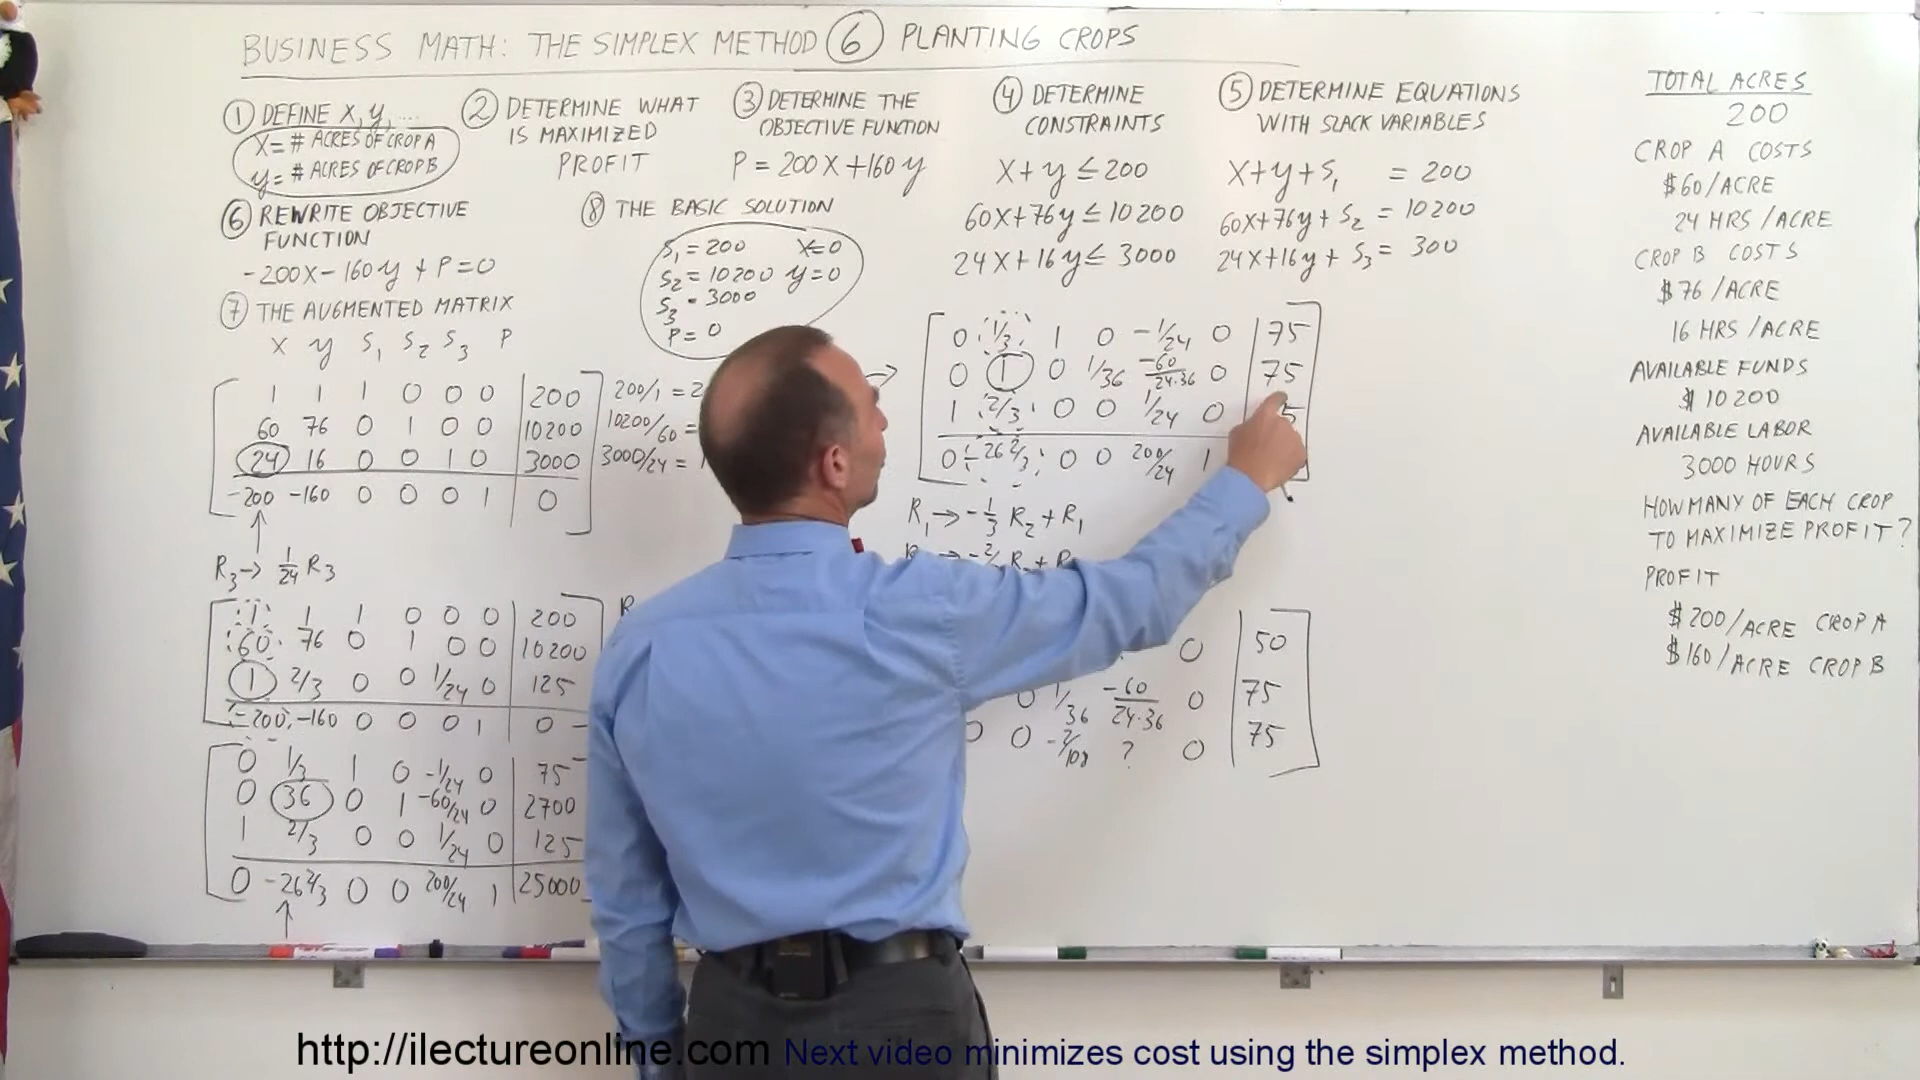 BUSINESS MATH: THE SIMPLEX METHOD ⑥ PLANTING CROPS
① DEFINE X, y, ...
X = # ACRES OF CROP A
y = # ACRES OF CROP B
② DETERMINE WHAT
IS MAXIMIZED
PROFIT
③ DETERMINE THE
OBJECTIVE FUNCTION
P = 200X + 160y
④ DETERMINE
CONSTRAINTS
X + y ≤ 200
60X + 76y ≤ 10200
24X + 16y ≤ 3000
⑤ DETERMINE EQUATIONS
WITH SLACK VARIABLES
X + y + S₁ = 200
60X + 76y + S₂ = 10200
24X + 16y + S₃ = 300
⑥ REWRITE OBJECTIVE
FUNCTION
-200X - 160y + P = 0
⑦ THE AUGMENTED MATRIX
X y S₁ S₂ S₃ P
1 1 1 0 0 0 | 200
60 76 0 1 0 0 | 10200
24 16 0 0 1 0 | 3000
-200 -160 0 0 0 1 | 0
200/1 = 2
10200/60 =
3000/24 = 1
R₃ → 1/24 R₃
1 1 1 0 0 0 | 200
60 76 0 1 0 0 | 10200
1 2/3 0 0 1/24 0 | 125
-200 -160 0 0 0 1 | 0
0 1/3 1 0 -1/24 0 | 75
0 36 0 1 -60/24 0 | 2700
1 2/3 0 0 1/24 0 | 125
0 -26 2/3 0 0 200/24 1 | 25000
⑧ THE BASIC SOLUTION
S₁ = 200 X = 0
S₂ = 10200 y = 0
S₃ = 3000
P = 0
0 1/3 1 0 -1/24 0 | 75
0 1 0 1/36 -60/24·36 0 | 75
1 2/3 0 0 1/24 0 | 5
0 -26 2/3 0 0 200/24 1
R₁ → -1/3 R₂ + R₁
0 | 50
0 1/36 -60/24·36 0 | 75
0 0 -2/108 ? 0 | 75
TOTAL ACRES
200
CROP A COSTS
$60/ACRE
24 HRS/ACRE
CROP B COSTS
$76/ACRE
16 HRS/ACRE
AVAILABLE FUNDS
$10200
AVAILABLE LABOR
3000 HOURS
HOW MANY OF EACH CROP
TO MAXIMIZE PROFIT?
PROFIT
$200/ACRE CROP A
$160/ACRE CROP B
http://ilectureonline.com Next video minimizes cost using the simplex method.